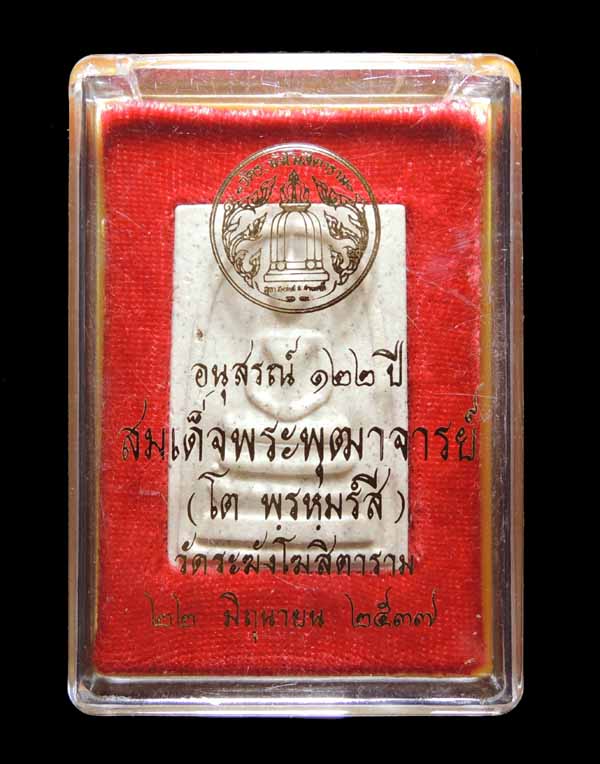 อนุสรณ์ ๑๒๒ ปี
สมเด็จพระพุฒาจารย์
(โต พฺรหฺมรํสี)
วัดระฆังโฆสิตาราม
๒๒ มิถุนายน ๒๕๓๗